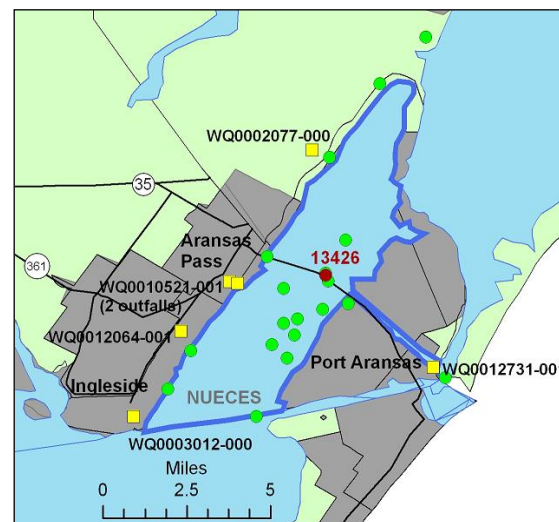 WQ0002077-000
35
Aransas
Pass
13426
361
WQ0010521-001
(2 outfalls)
WQ0012064-001
Port Aransas
WQ0012731-001
Ingleside
NUECES
WQ0003012-000
Miles
0 2.5 5